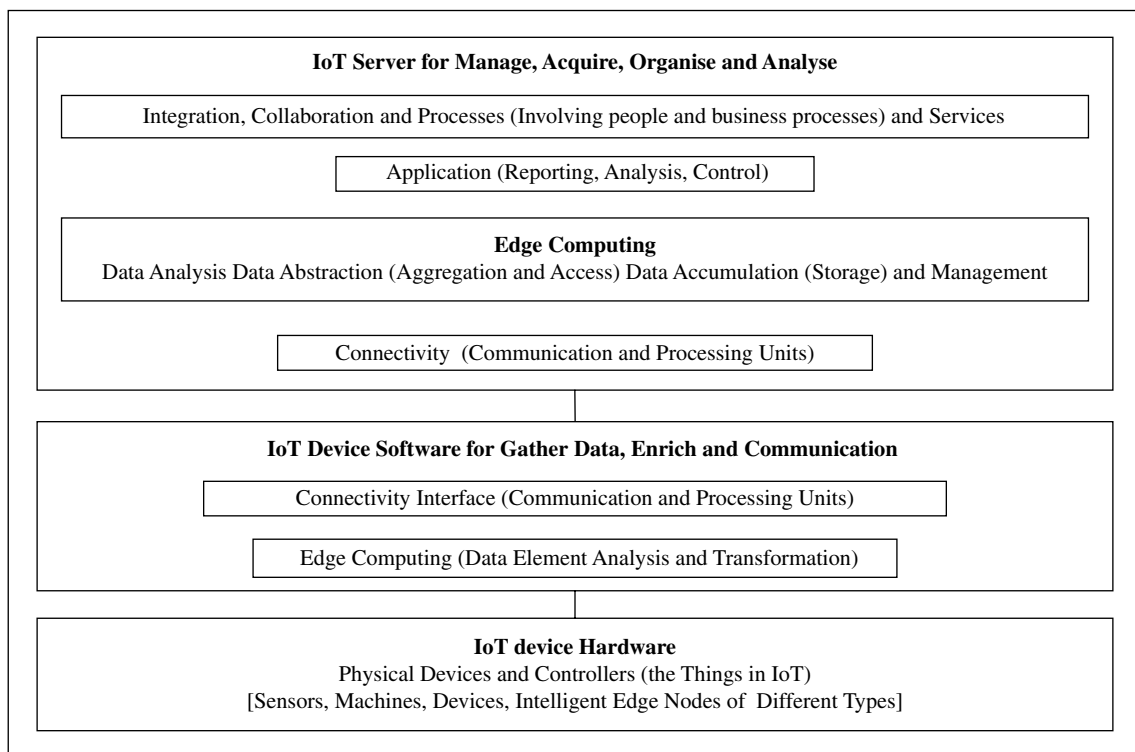 IoT Server for Manage, Acquire, Organise and Analyse
Integration, Collaboration and Processes (Involving people and business processes) and Services
Application (Reporting, Analysis, Control)
Edge Computing
Data Analysis Data Abstraction (Aggregation and Access) Data Accumulation (Storage) and Management
Connectivity (Communication and Processing Units)
IoT Device Software for Gather Data, Enrich and Communication
Connectivity Interface (Communication and Processing Units)
Edge Computing (Data Element Analysis and Transformation)
IoT device Hardware
Physical Devices and Controllers (the Things in IoT)
[Sensors, Machines, Devices, Intelligent Edge Nodes of Different Types]